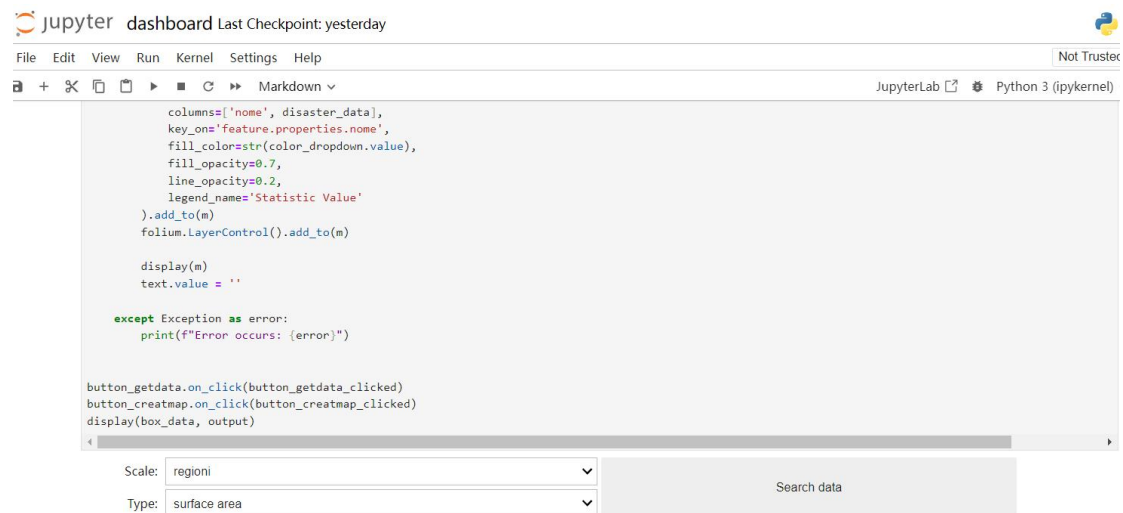 jupyter dashboard Last Checkpoint: yesterday
File Edit View Run Kernel Settings Help
Not Trusted
Markdown
JupyterLab
Python 3 (ipykernel)
columns=['nome', disaster_data],
key_on='feature.properties.nome',
fill_color=str(color_dropdown.value),
fill_opacity=0.7,
line_opacity=0.2,
legend_name='Statistic Value'
).add_to(m)
folium.LayerControl().add_to(m)
display(m)
text.value = ''
except Exception as error:
print(f"Error occurs: {error}")
button_getdata.on_click(button_getdata_clicked)
button_creatmap.on_click(button_creatmap_clicked)
display(box_data, output)
Scale: regioni
Search data
Type: surface area